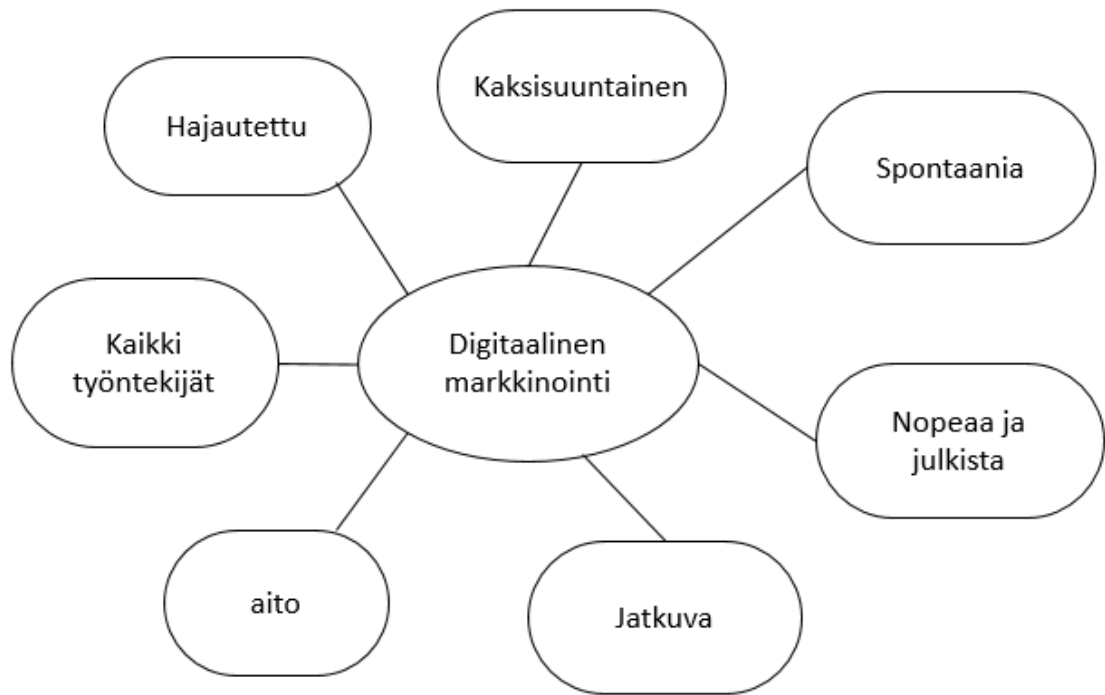 Kaksisuuntainen
Hajautettu
Spontaania
Kaikki
työntekijät
Digitaalinen
markkinointi
Nopeaa ja
julkista
aito
Jatkuva